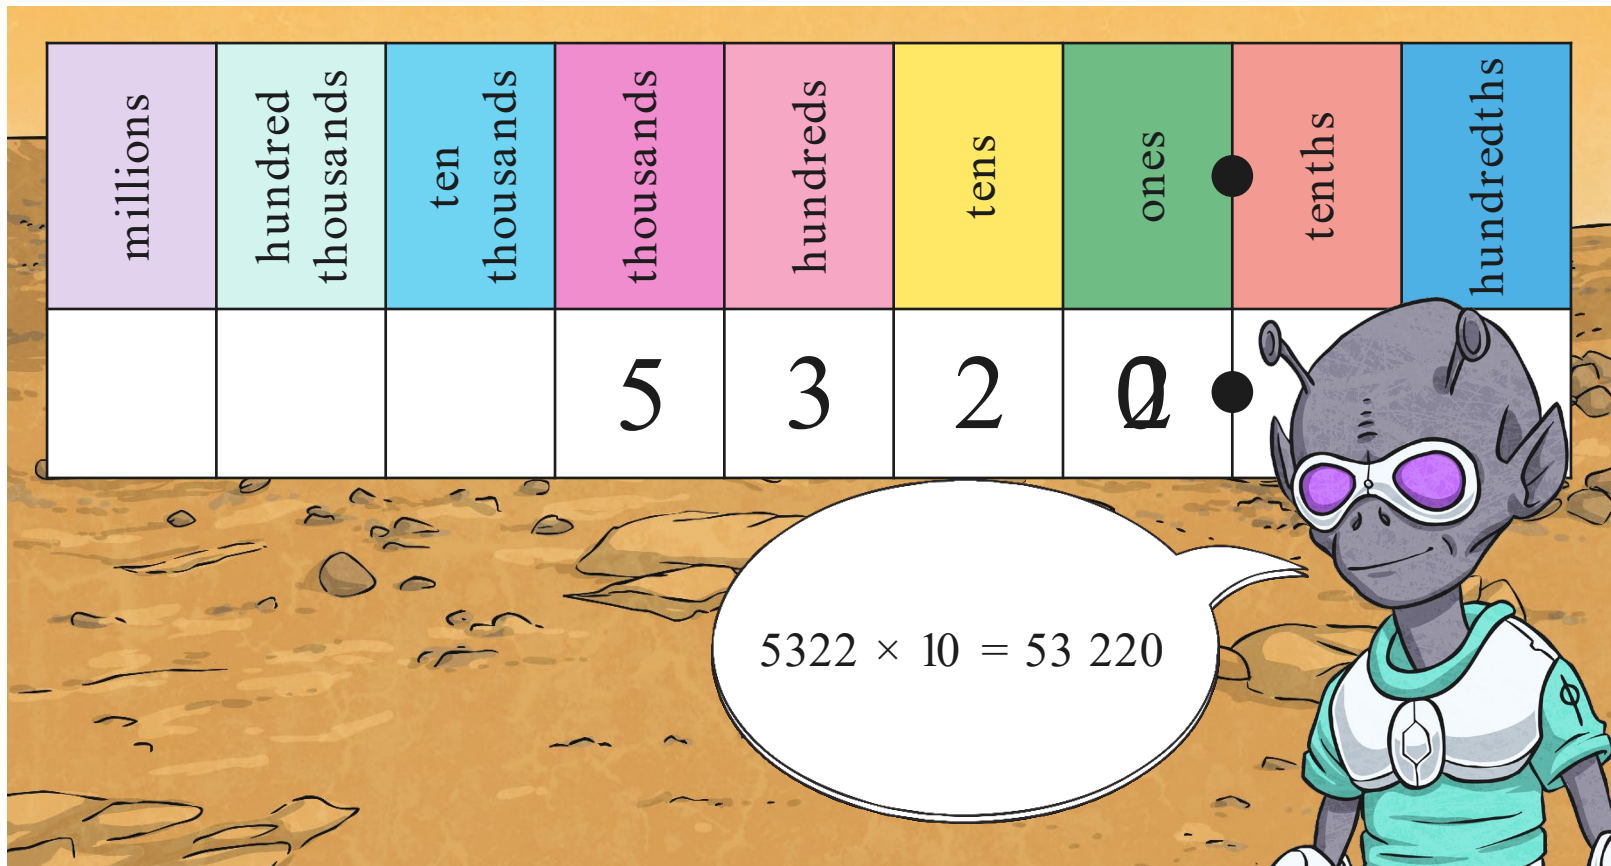 millions
hundred
thousands
ten
thousands
thousands
hundreds
tens
ones
tenths
hundredths
5 3 2
5322 × 10 = 53 220